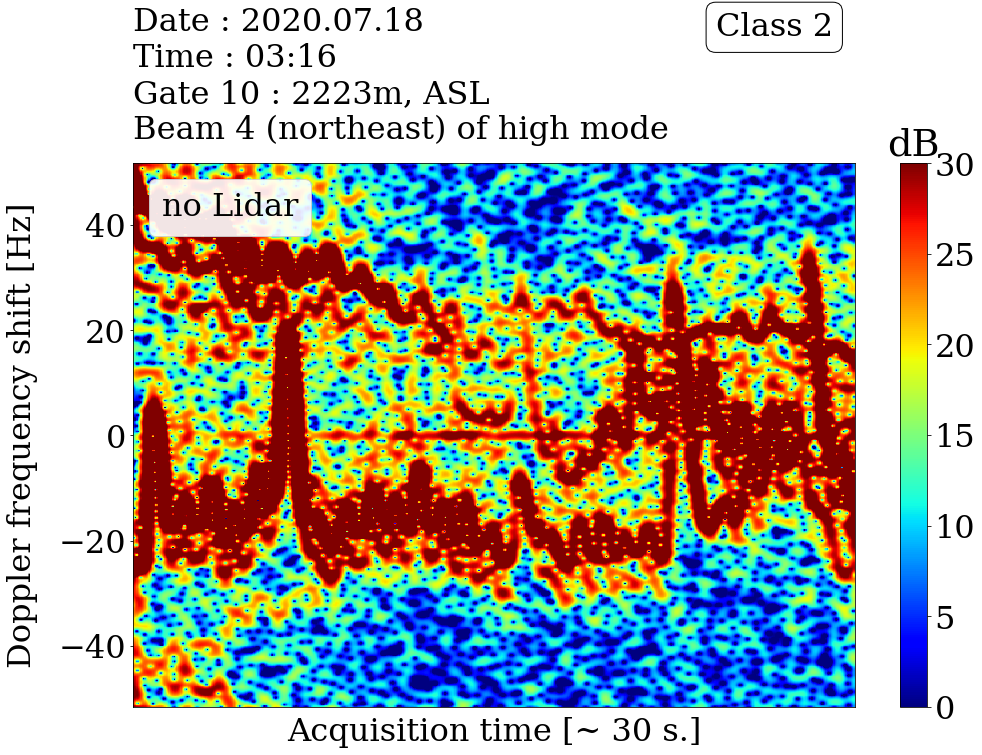 Date : 2020.07.18
Time : 03:16
Gate 10 : 2223m, ASL
Beam 4 (northeast) of high mode
Class 2
dB
no Lidar
Doppler frequency shift [Hz]
40
20
0
−20
−40
30
25
20
15
10
5
0
Acquisition time [~ 30 s.]